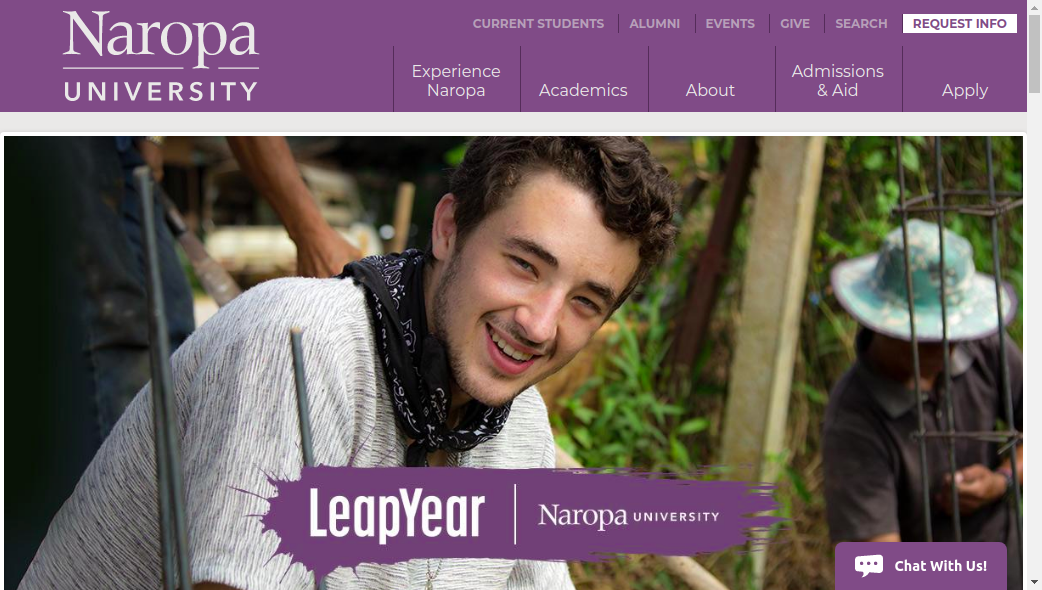 Naropa
UNIVERSITY
CURRENT STUDENTS
ALUMNI
EVENTS
GIVE
SEARCH
REQUEST INFO
Experience
Naropa
Academics
About
Admissions
& Aid
Apply
LeapYear
Naropa UNIVERSITY
Chat With Us!